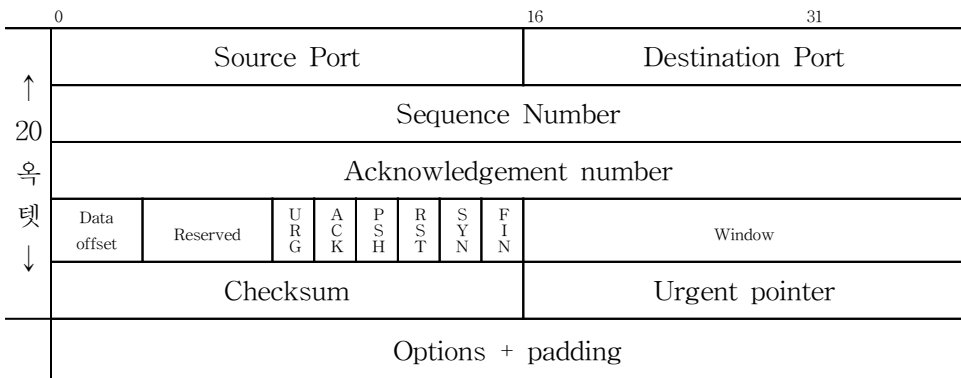 0 16 31
Source Port Destination Port
Sequence Number
Acknowledgement number
Data offset Reserved URG ACK PSH RST SYN FIN Window
Checksum Urgent pointer
Options + padding
↑
20
옥
텟
↓